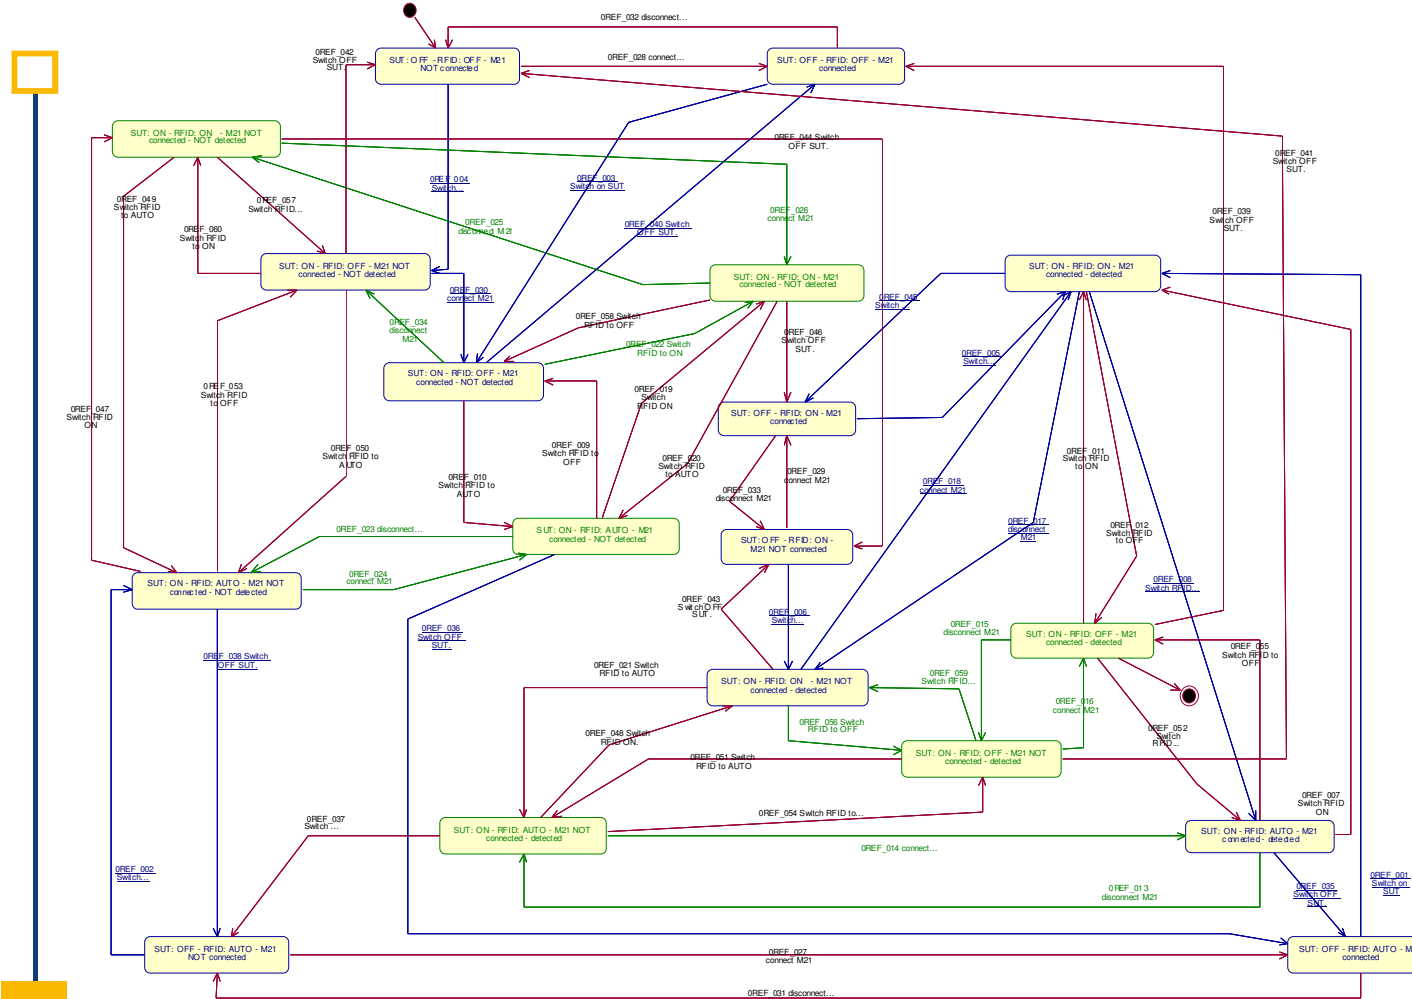 0REF_032 disconnect...
0REF_042
Switch OFF
SUT.
SUT: OFF - RFID: OFF - M21
NOT connected
0REF_028 connect...
SUT: OFF - RFID: OFF - M21
connected
SUT: ON - RFID: ON - M21 NOT
connected - NOT detected
0REF_044 Switch
OFF SUT.
0REF_041
Switch OFF
SUT.
0REF_004
Switch...
0REF_003
Switch on SUT
0REF_049
Switch RFID
to AUTO
0REF_057
Switch RFID...
0REF_060
Switch RFID
to ON
0REF_025
disconnect M21
0REF_040 Switch
OFF SUT.
0REF_026
connect M21
0REF_039
Switch OFF
SUT.
SUT: ON - RFID: OFF - M21 NOT
connected - NOT detected
SUT: ON - RFID: ON - M21
connected - NOT detected
SUT: ON - RFID: ON - M21
connected - detected
0REF_030
connect M21
0REF_045
Switch...
0REF_034
disconnect
M21
0REF_058 Switch
RFID to OFF
0REF_022 Switch
RFID to ON
0REF_046
Switch OFF
SUT.
0REF_005
Switch...
SUT: ON - RFID: OFF - M21
connected - NOT detected
0REF_053
Switch RFID
to OFF
0REF_019
Switch
RFID ON
0REF_047
Switch RFID
ON
SUT: OFF - RFID: ON - M21
connected
0REF_050
Switch RFID to
AUTO
0REF_009
Switch RFID to
OFF
0REF_010
Switch RFID to
AUTO
0REF_020
Switch RFID
to AUTO
0REF_029
connect M21
0REF_033
disconnect M21
0REF_018
connect M21
0REF_011
Switch RFID
to ON
0REF_017
disconnect
M21
0REF_012
Switch RFID
to OFF
0REF_023 disconnect...
SUT: ON - RFID: AUTO - M21
connected - NOT detected
SUT: OFF - RFID: ON -
M21 NOT connected
0REF_024
connect M21
SUT: ON - RFID: AUTO - M21 NOT
connected - NOT detected
0REF_008
Switch RFID...
0REF_043
Switch OFF
SUT.
0REF_006
Switch...
0REF_036
Switch OFF
SUT.
0REF_015
disconnect M21
SUT: ON - RFID: OFF - M21
connected - detected
0REF_055
Switch RFID to
OFF
0REF_038 Switch
OFF SUT.
0REF_021 Switch
RFID to AUTO
SUT: ON - RFID: ON - M21 NOT
connected - detected
0REF_059
Switch RFID...
0REF_016
connect M21
0REF_056 Switch
RFID to OFF
0REF_048 Switch
RFID ON.
0REF_052
Switch
RFID...
0REF_051 Switch
RFID to AUTO
SUT: ON - RFID: OFF - M21 NOT
connected - detected
0REF_007
Switch RFID
ON
0REF_037
Switch ...
0REF_054 Switch RFID to...
SUT: ON - RFID: AUTO - M21 NOT
connected - detected
SUT: ON - RFID: AUTO - M21
connected - detected
0REF_014 connect...
0REF_002
Switch...
0REF_013
disconnect M21
0REF_035
Switch OFF
SUT.
0REF_001
Switch on
SUT
SUT: OFF - RFID: AUTO - M21
NOT connected
0REF_027
connect M21
SUT: OFF - RFID: AUTO - M
connected
0REF_031 disconnect...